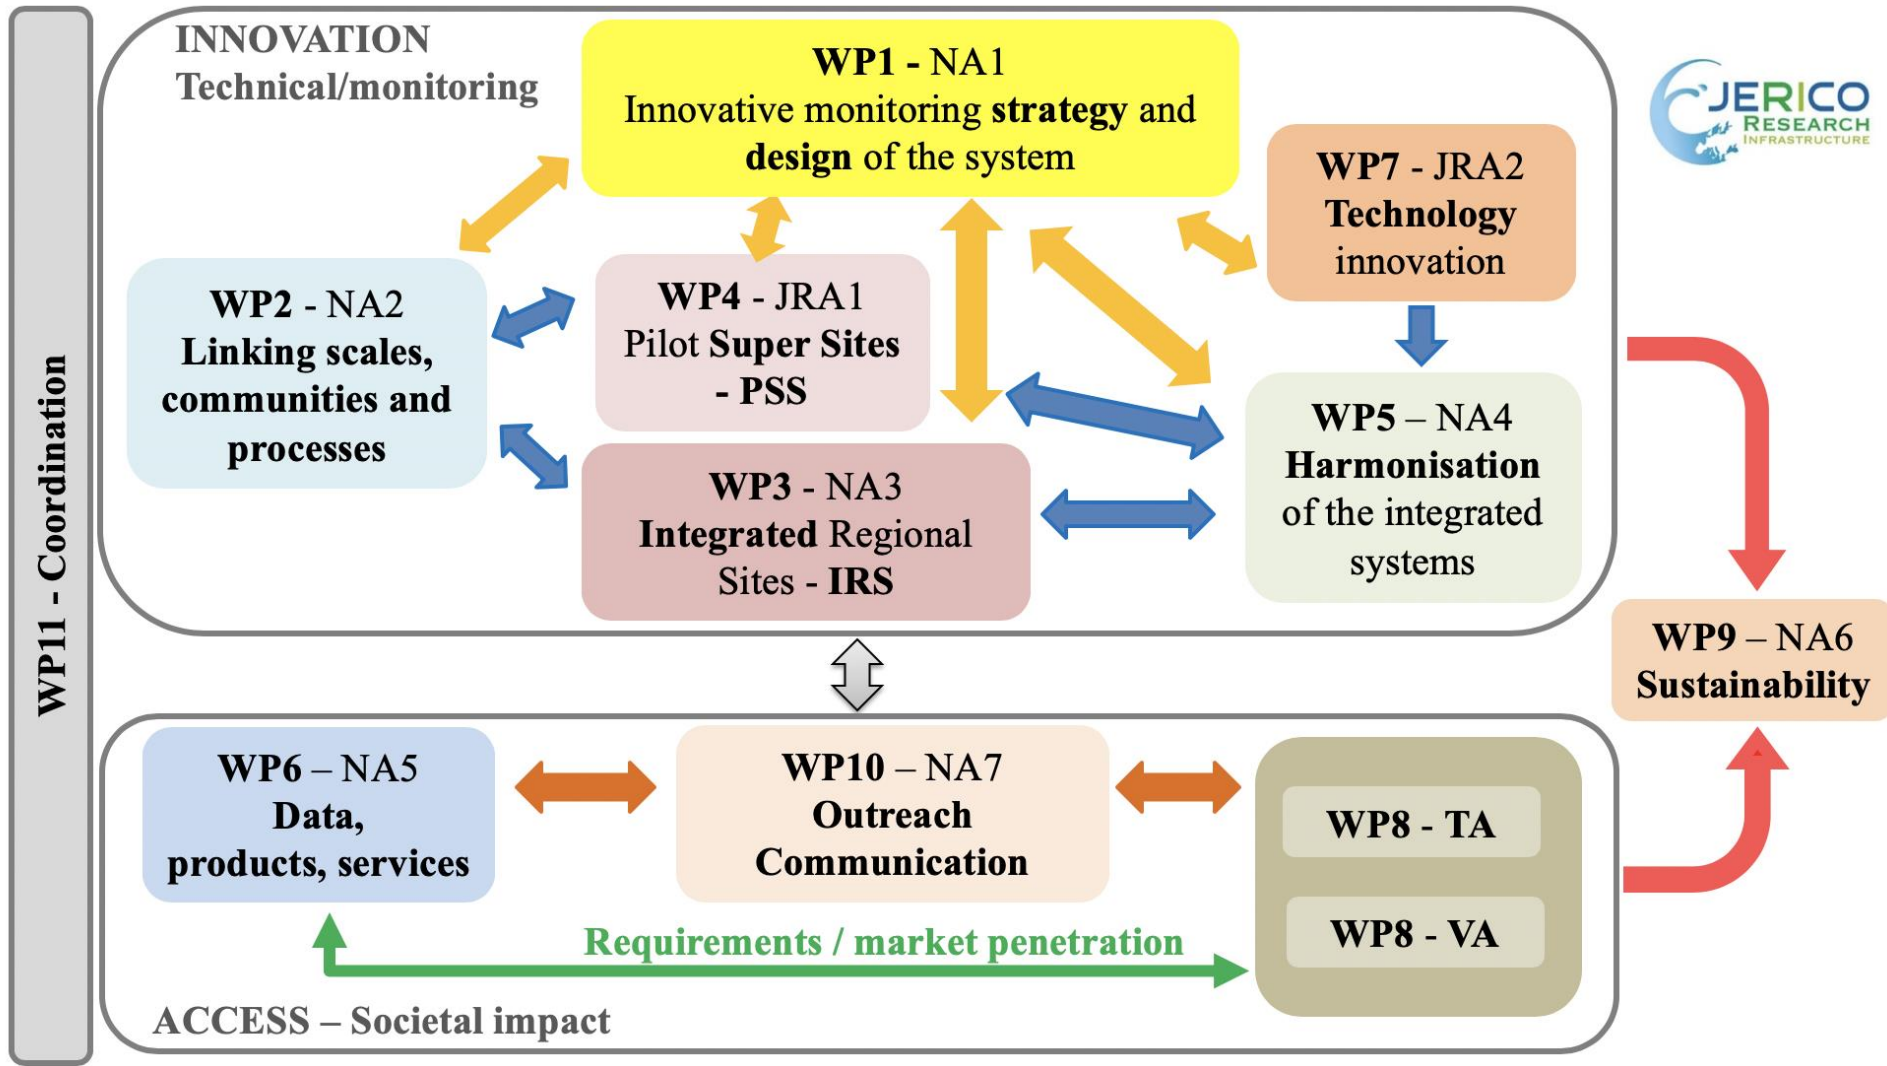 WP11 - Coordination
INNOVATION
Technical/monitoring
WP1 - NA1
Innovative monitoring strategy and
design of the system
JERICO
RESEARCH
INFRASTRUCTURE
WP7 - JRA2
Technology
innovation
WP2 - NA2
Linking scales,
communities and
processes
WP4 - JRA1
Pilot Super Sites
- PSS
WP5 – NA4
Harmonisation
of the integrated
systems
WP3 - NA3
Integrated Regional
Sites - IRS
WP9 – NA6
Sustainability
WP6 – NA5
Data,
products, services
WP10 – NA7
Outreach
Communication
WP8 - TA
WP8 - VA
Requirements / market penetration
ACCESS – Societal impact